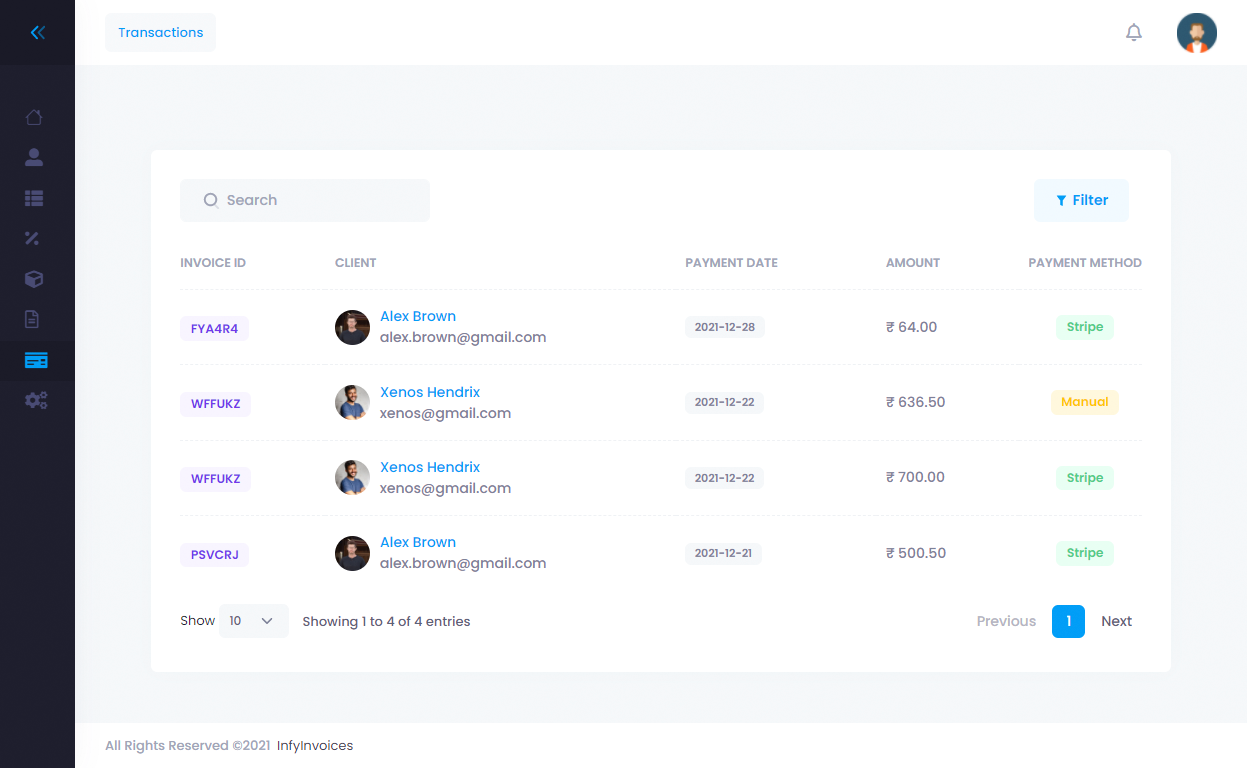 Transactions
Search
Filter
INVOICE ID CLIENT PAYMENT DATE AMOUNT PAYMENT METHOD
FYA4R4 Alex Brown alex.brown@gmail.com 2021-12-28 ₹ 64.00 Stripe
WFFUKZ Xenos Hendrix xenos@gmail.com 2021-12-22 ₹ 636.50 Manual
WFFUKZ Xenos Hendrix xenos@gmail.com 2021-12-22 ₹ 700.00 Stripe
PSVCRJ Alex Brown alex.brown@gmail.com 2021-12-21 ₹ 500.50 Stripe
Show 10 Showing 1 to 4 of 4 entries Previous 1 Next
All Rights Reserved ©2021 InfyInvoices